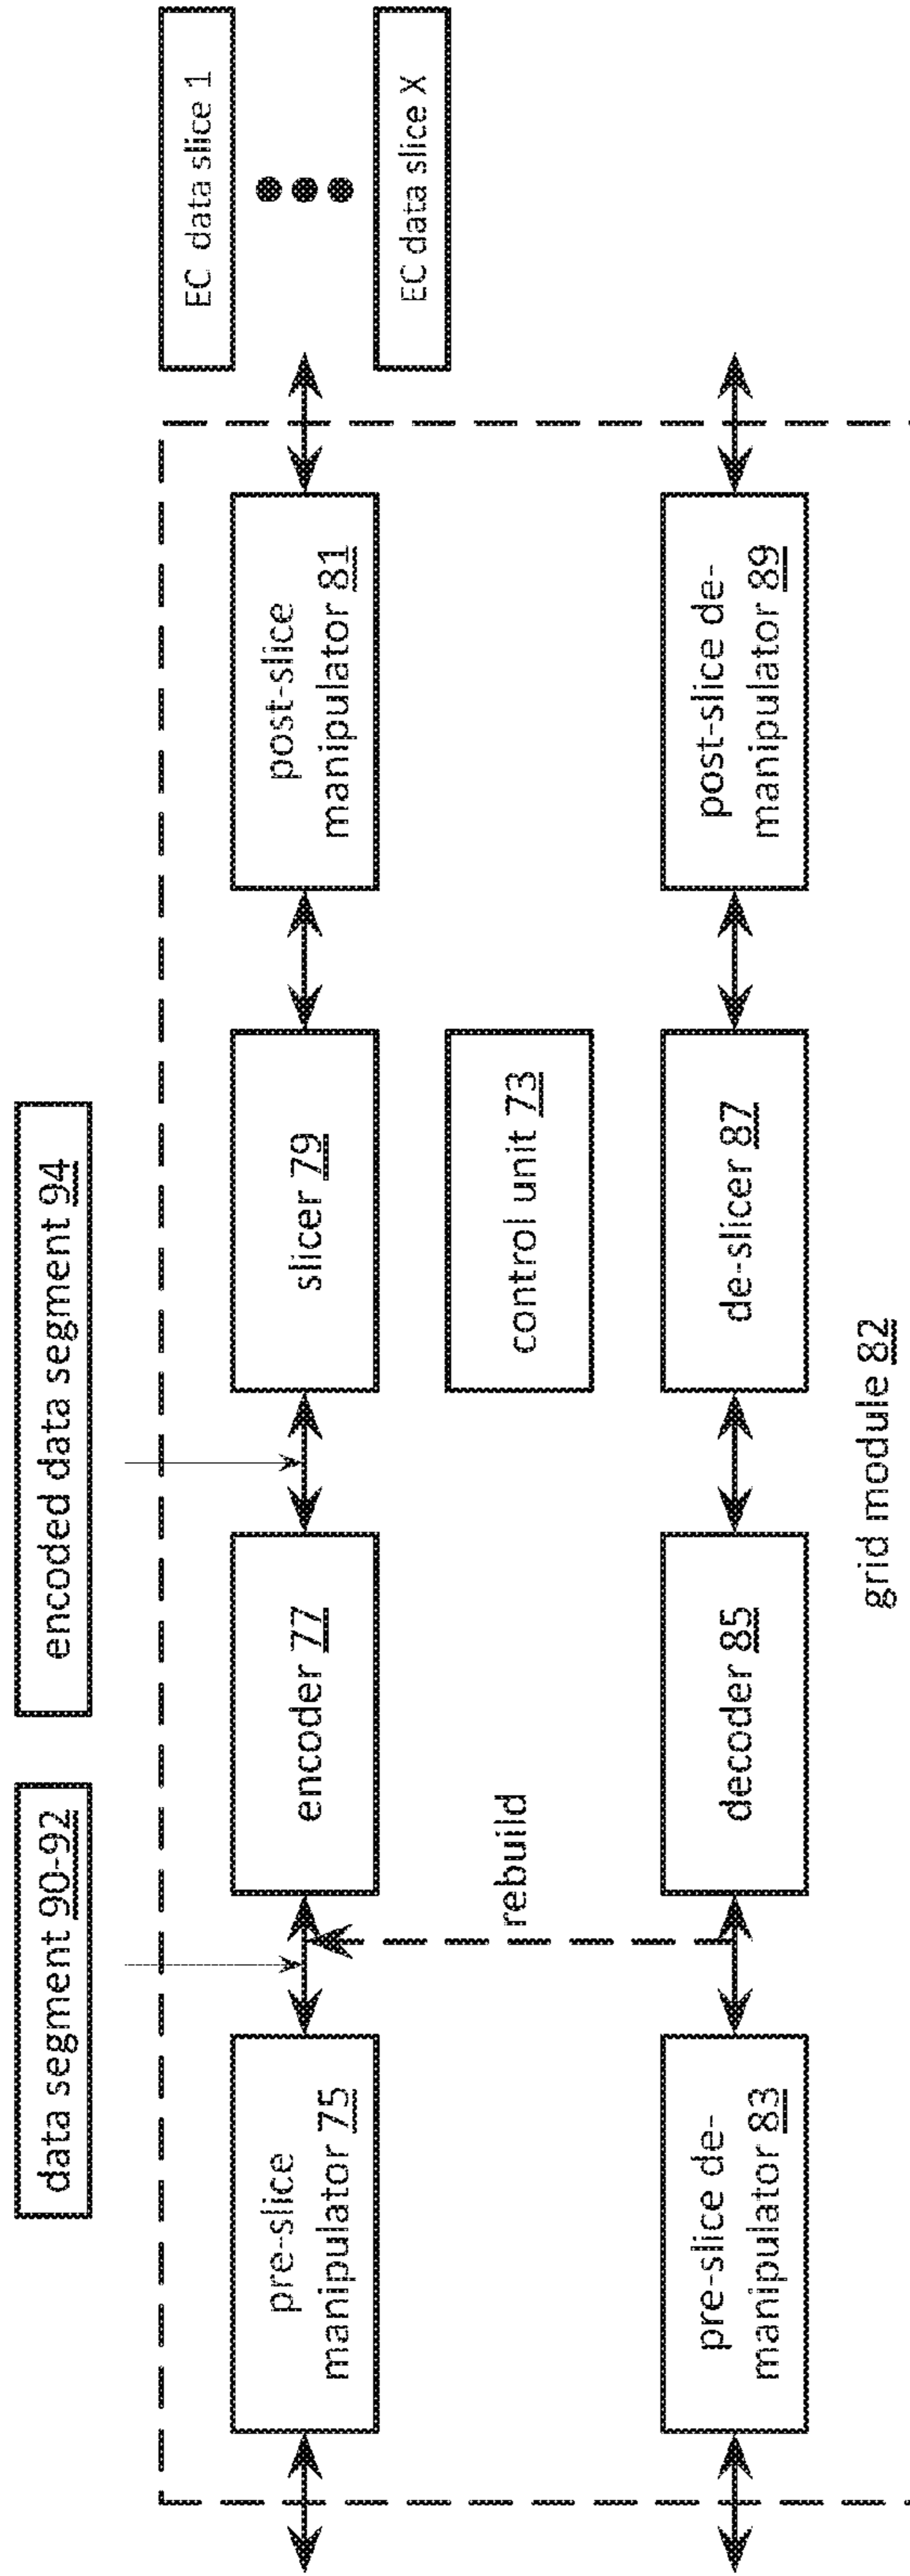 data segment 90-92
encoded data segment 94
EC data slice 1
EC data slice X
pre-slice
manipulator 75
encoder 77
slicer 79
post-slice
manipulator 81
rebuild
control unit 73
pre-slice de-
manipulator 83
decoder 85
de-slicer 87
post-slice de-
manipulator 89
grid module 82